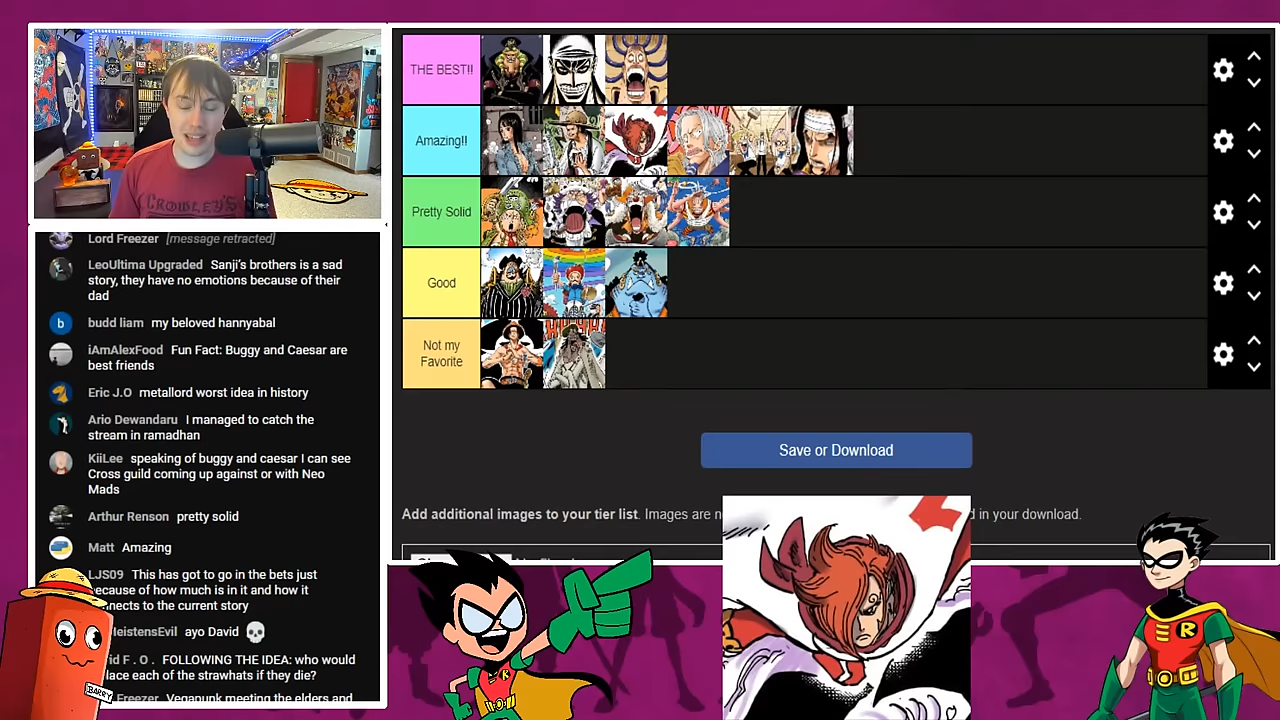 CROWLEY'S
Lord Freezer [message retracted]
LeoUltima Upgraded Sanji's brothers is a sad
story, they have no emotions because of their
dad
b
budd liam my beloved hannyabal
iAmAlexFood Fun Fact: Buggy and Caesar are
best friends
Eric J.O metallord worst idea in history
Ario Dewandaru I managed to catch the
stream in ramadhan
KiiLee speaking of buggy and caesar I can see
Cross guild coming up against or with Neo
Mads
Arthur Renson pretty solid
Matt Amazing
LJS09 This has got to go in the bets just
ecause of how much is in it and how it
nnects to the current story
leistensEvil ayo David
id F . O . FOLLOWING THE IDEA: who would
lace each of the strawhats if they die?
Freezer Vegapunk meeting the elders and
BARRY
THE BEST!!
Amazing!!
Pretty Solid
Good
Not my
Favorite
Save or Download
Add additional images to your tier list. Images are n
d in your download.
R
R